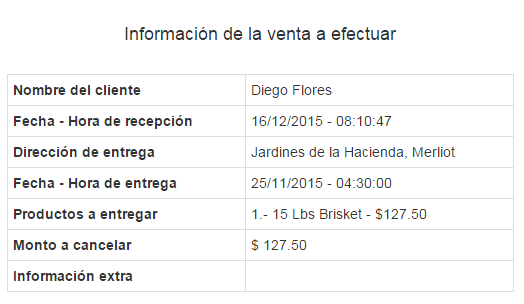 Información de la venta a efectuar
Nombre del cliente Diego Flores
Fecha - Hora de recepción 16/12/2015 - 08:10:47
Dirección de entrega Jardines de la Hacienda, Merliot
Fecha - Hora de entrega 25/11/2015 - 04:30:00
Productos a entregar 1.- 15 Lbs Brisket - $127.50
Monto a cancelar $ 127.50
Información extra